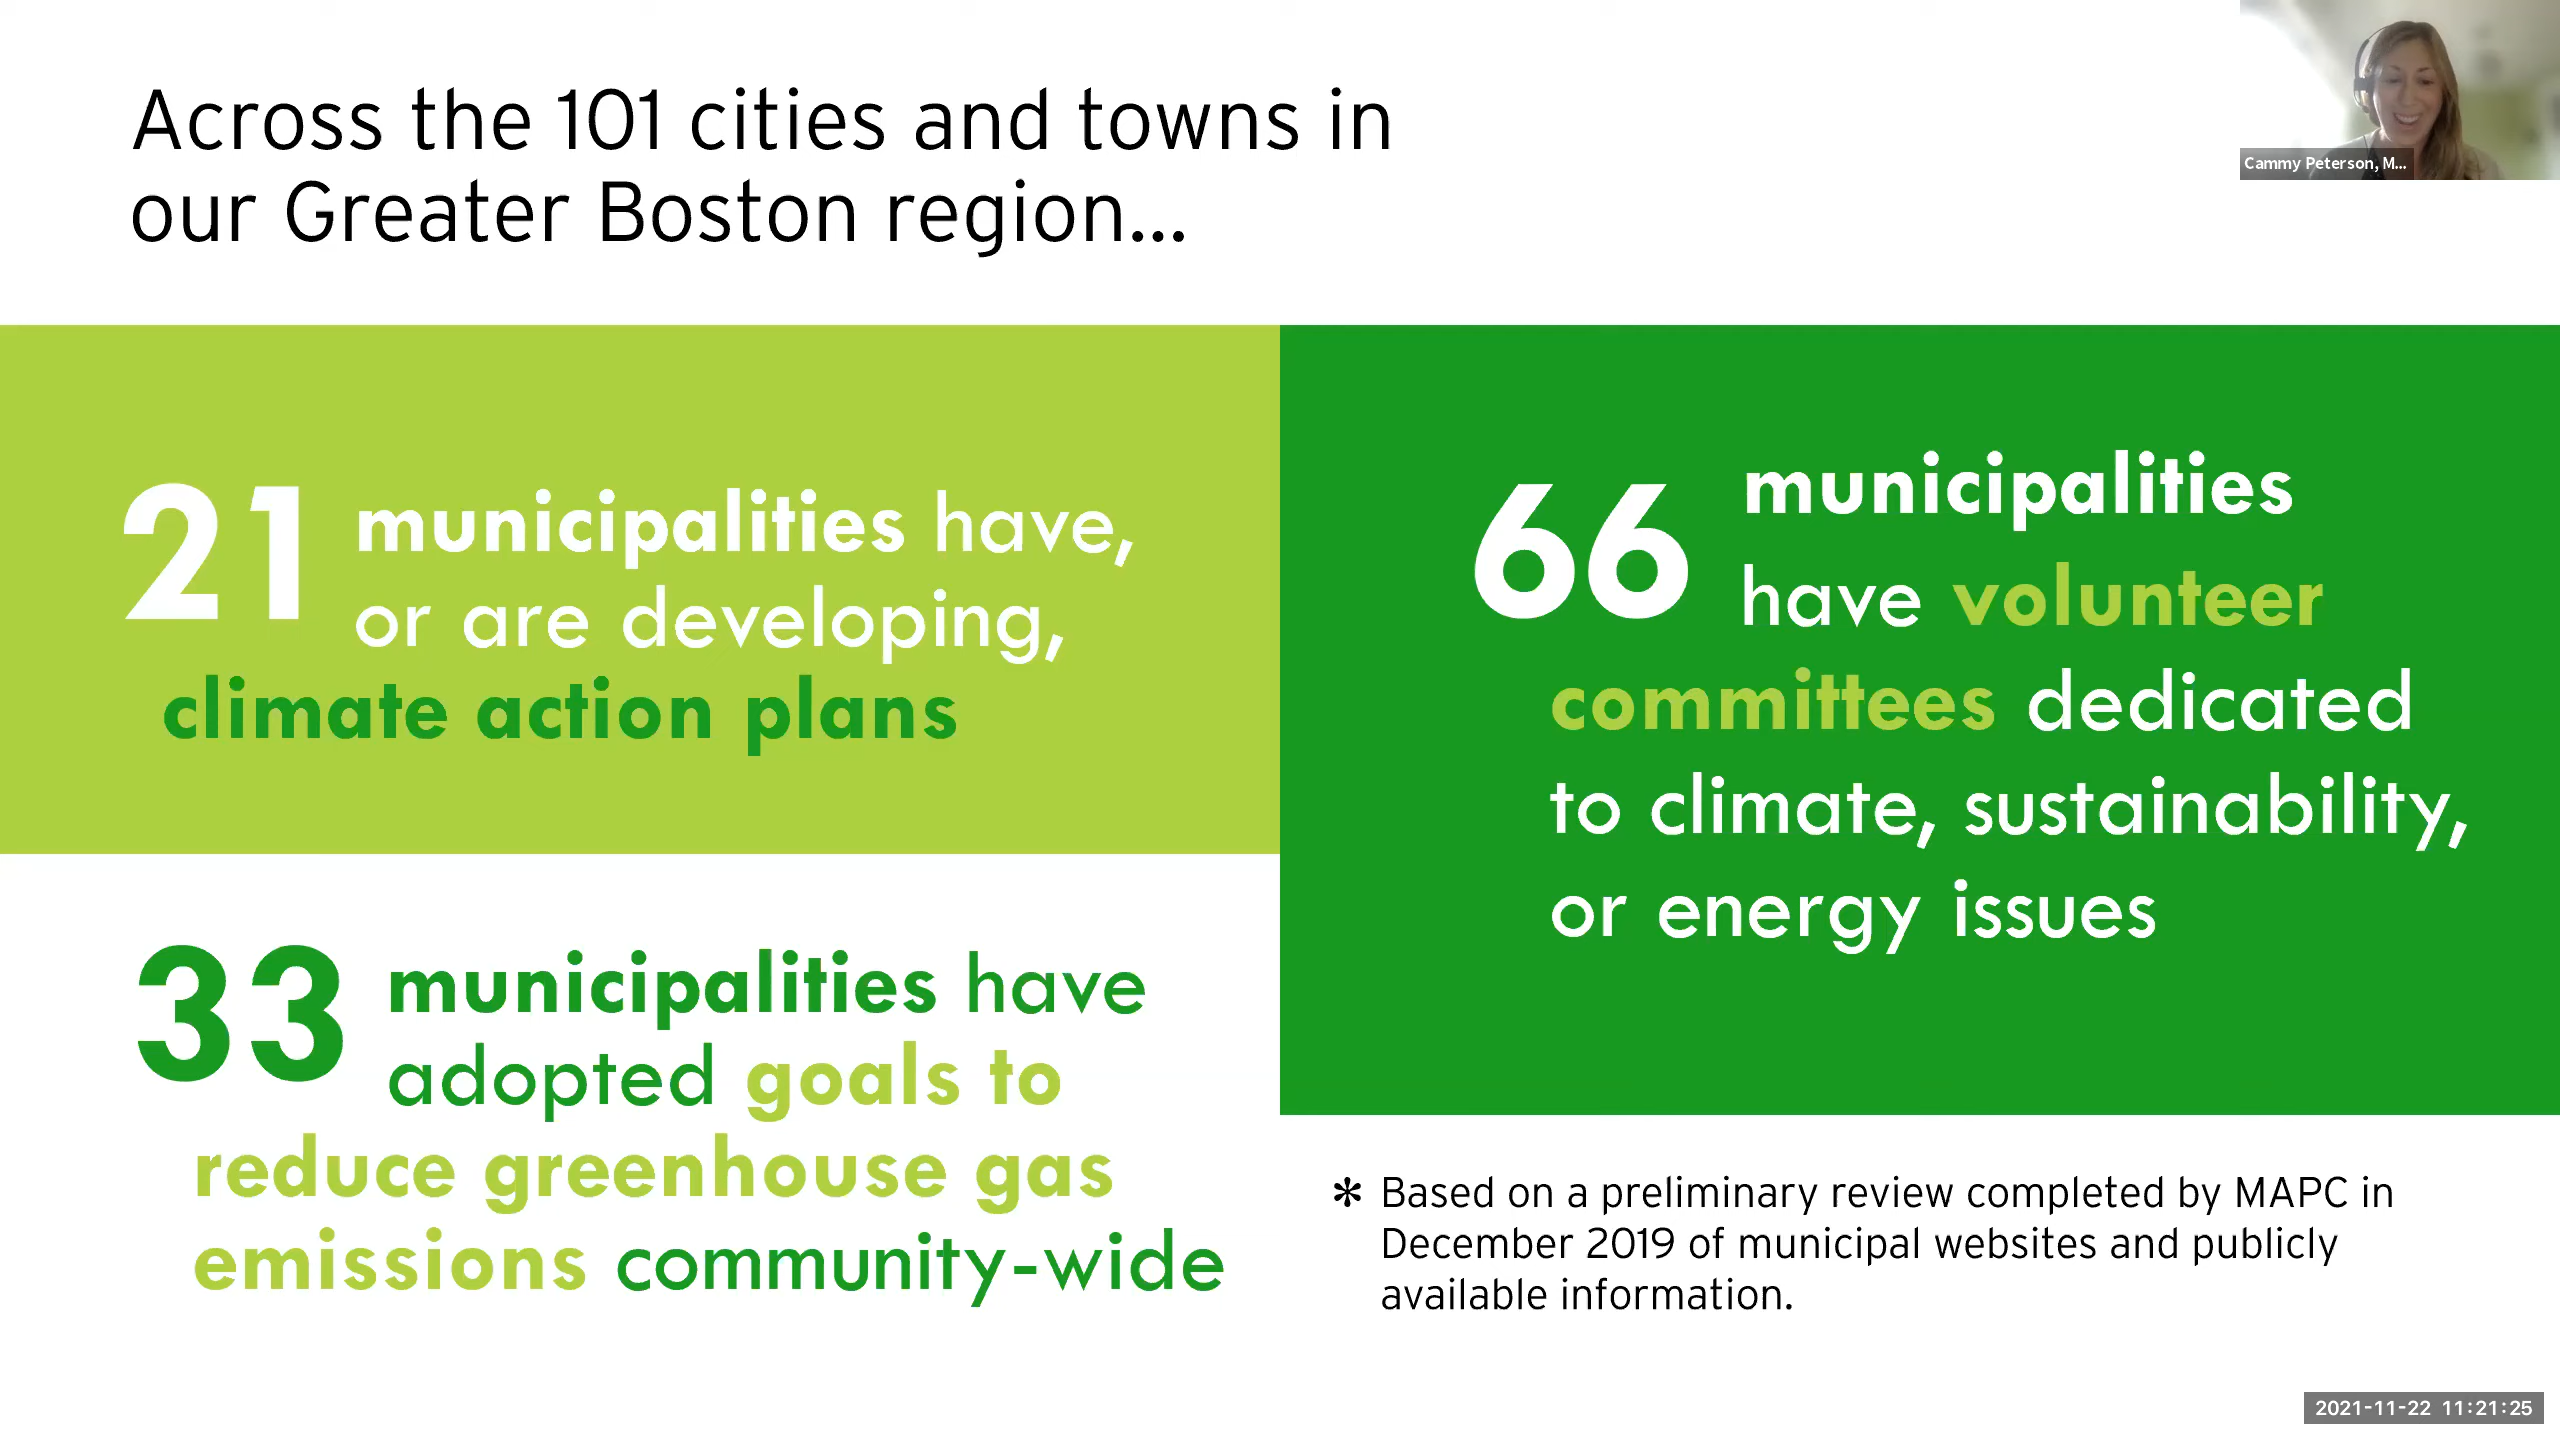 Across the 101 cities and towns in
our Greater Boston region...
Cammy Peterson, M...
21 municipalities have,
or are developing,
climate action plans
66 municipalities
have volunteer
committees dedicated
to climate, sustainability,
or energy issues
33 municipalities have
adopted goals to
reduce greenhouse gas
emissions community-wide
* Based on a preliminary review completed by MAPC in
December 2019 of municipal websites and publicly
available information.
2021-11-22 11:21:25